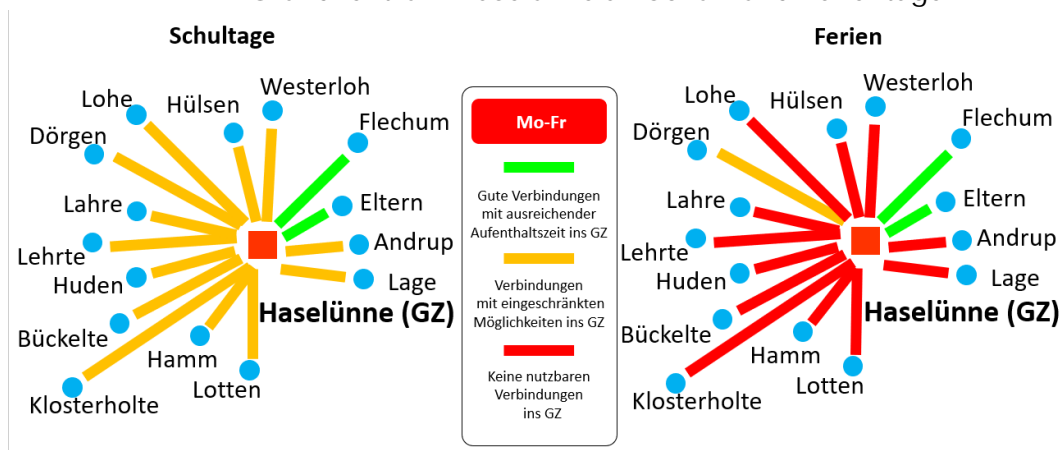 Schultage
Lohe
Hülsen
Westerloh
Dörgen
Flechum
Lahre
Eltern
Lehrte
Andrup
Huden
Lage
Haselünne (GZ)
Bückelte
Hamm
Lotten
Klosterholte
Mo-Fr
Gute Verbindungen
mit ausreichender
Aufenthaltszeit ins GZ
Verbindungen
mit eingeschränkten
Möglichkeiten ins GZ
Keine nutzbaren
Verbindungen
ins GZ
Ferien
Lohe
Hülsen
Westerloh
Dörgen
Flechum
Lahre
Eltern
Lehrte
Andrup
Huden
Lage
Haselünne (GZ)
Bückelte
Hamm
Lotten
Klosterholte